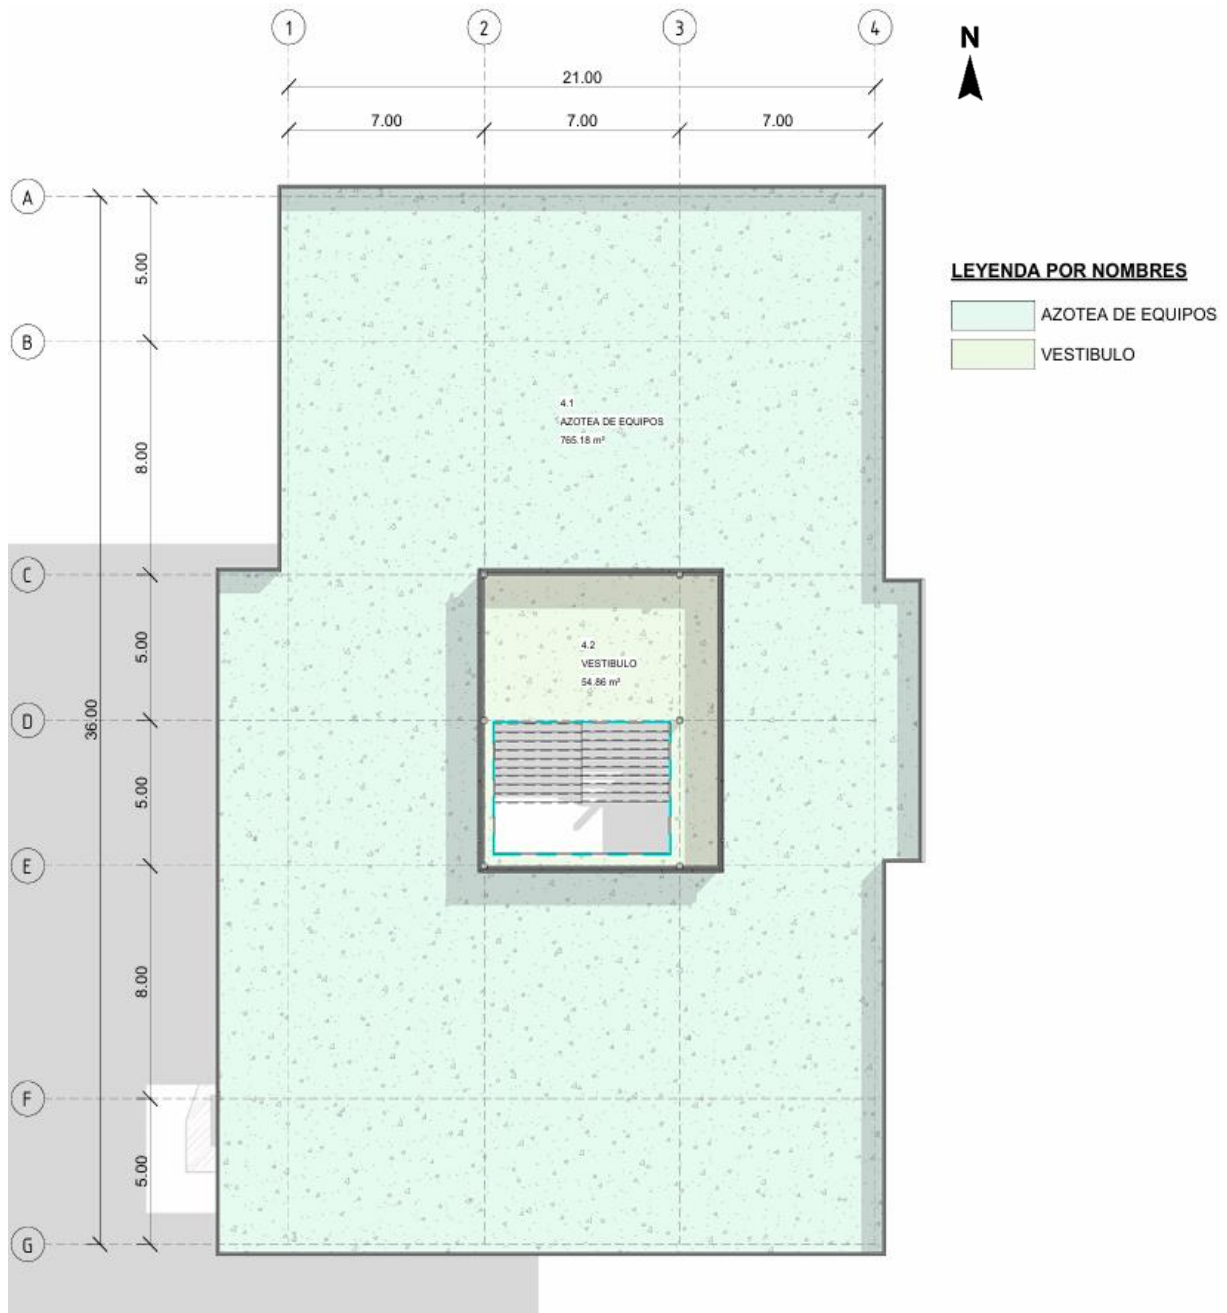 1 2 3 4
N
21.00
7.00 7.00 7.00
A
5.00
B
8.00
C
5.00
D
36.00
5.00
E
8.00
F
5.00
G
LEYENDA POR NOMBRES
AZOTEA DE EQUIPOS
VESTIBULO
4.1
AZOTEA DE EQUIPOS
765.18 m²
4.2
VESTIBULO
54.86 m²